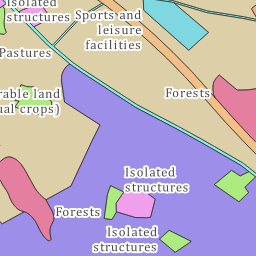 Isolated
structures
Sports and
leisure
facilities
Pastures
Forests
rable land
ual crops)
Isolated
structures
Forests
Isolated
structures